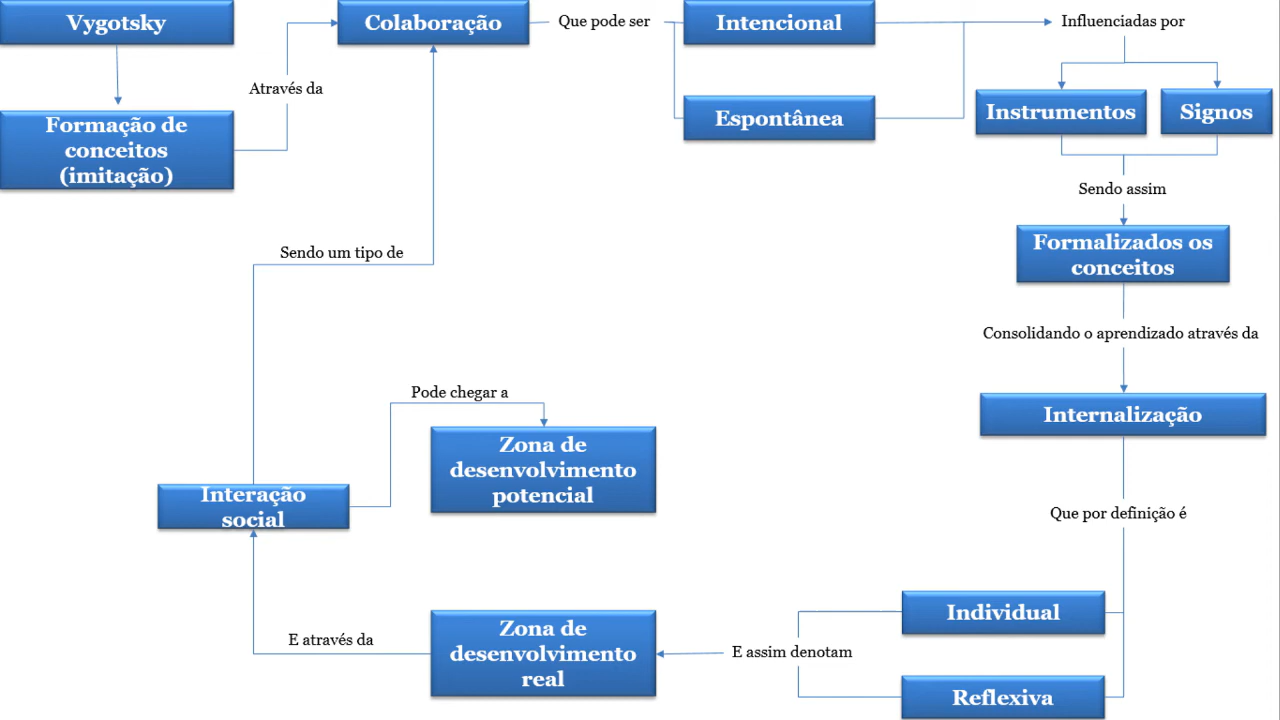 Vygotsky
Colaboração
Que pode ser
Intencional
Influenciadas por
Através da
Formação de
conceitos
(imitação)
Espontânea
Instrumentos
Signos
Sendo assim
Formalizados os
conceitos
Sendo um tipo de
Consolidando o aprendizado através da
Pode chegar a
Internalização
Zona de
desenvolvimento
potencial
Interação
social
Que por definição é
Individual
E assim denotam
Reflexiva
Zona de
desenvolvimento
real
E através da